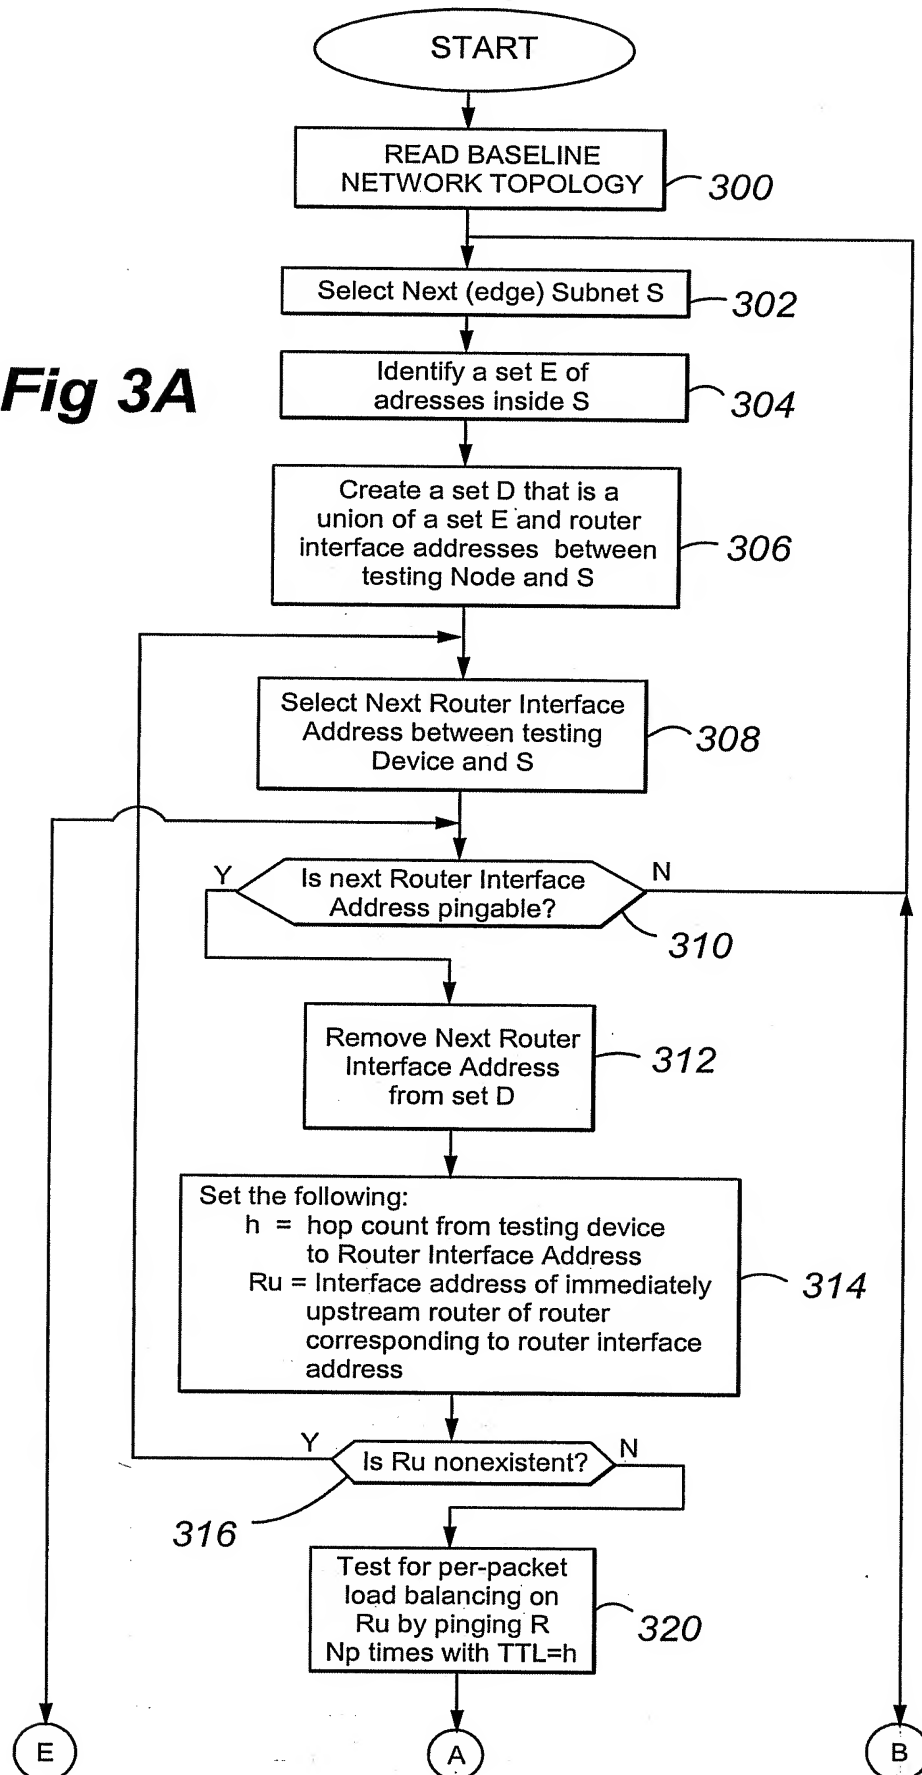 START
READ BASELINE
NETWORK TOPOLOGY
300
Select Next (edge) Subnet S
302
Fig 3A
Identify a set E of
adresses inside S
304
Create a set D that is a
union of a set E and router
interface addresses between
testing Node and S
306
Select Next Router Interface
Address between testing
Device and S
308
Y
Is next Router Interface
Address pingable?
N
310
Remove Next Router
Interface Address
from set D
312
Set the following:
h = hop count from testing device
to Router Interface Address
Ru = Interface address of immediately
upstream router of router
corresponding to router interface
address
314
Y
Is Ru nonexistent?
N
316
Test for per-packet
load balancing on
Ru by pinging R
Np times with TTL=h
320
E
A
B